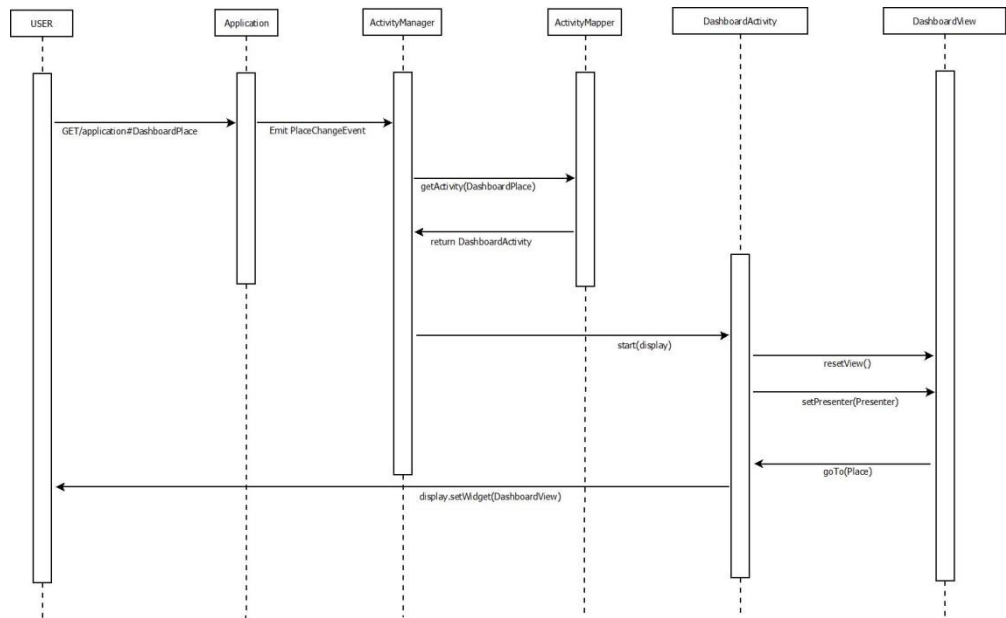 USER
Application
ActivityManager
ActivityMapper
DashboardActivity
DashboardView
GET/application#DashboardPlace
Emit PlaceChangeEvent
getActivity(DashboardPlace)
return DashboardActivity
start(display)
resetView()
setPresenter(Presenter)
goTo(Place)
display.setWidget(DashboardView)